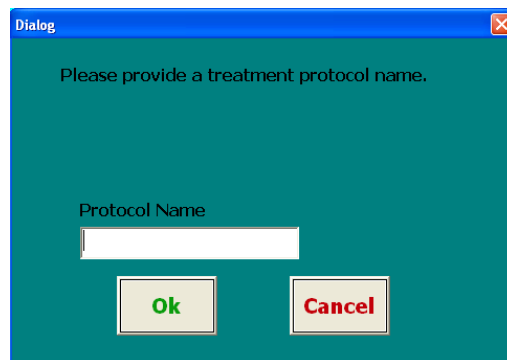 Dialog
Please provide a treatment protocol name.
Protocol Name
Ok
Cancel